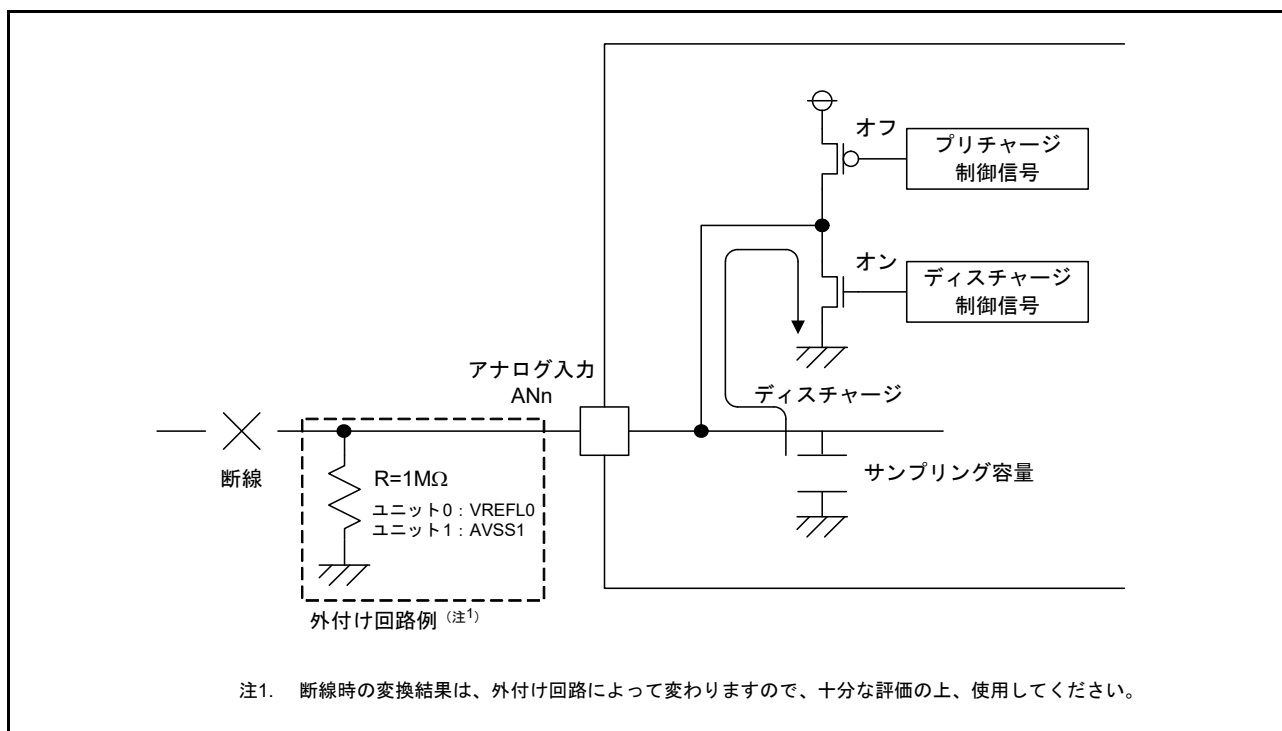 オフ
プリチャージ
制御信号
オン
ディスチャージ
制御信号
アナログ入力
ANn
ディスチャージ
断線
R=1MΩ
ユニット0：VREFL0
ユニット1：AVSS1
サンプリング容量
外付け回路例（注1）
注1. 断線時の変換結果は、外付け回路によって変わりますので、十分な評価の上、使用してください。